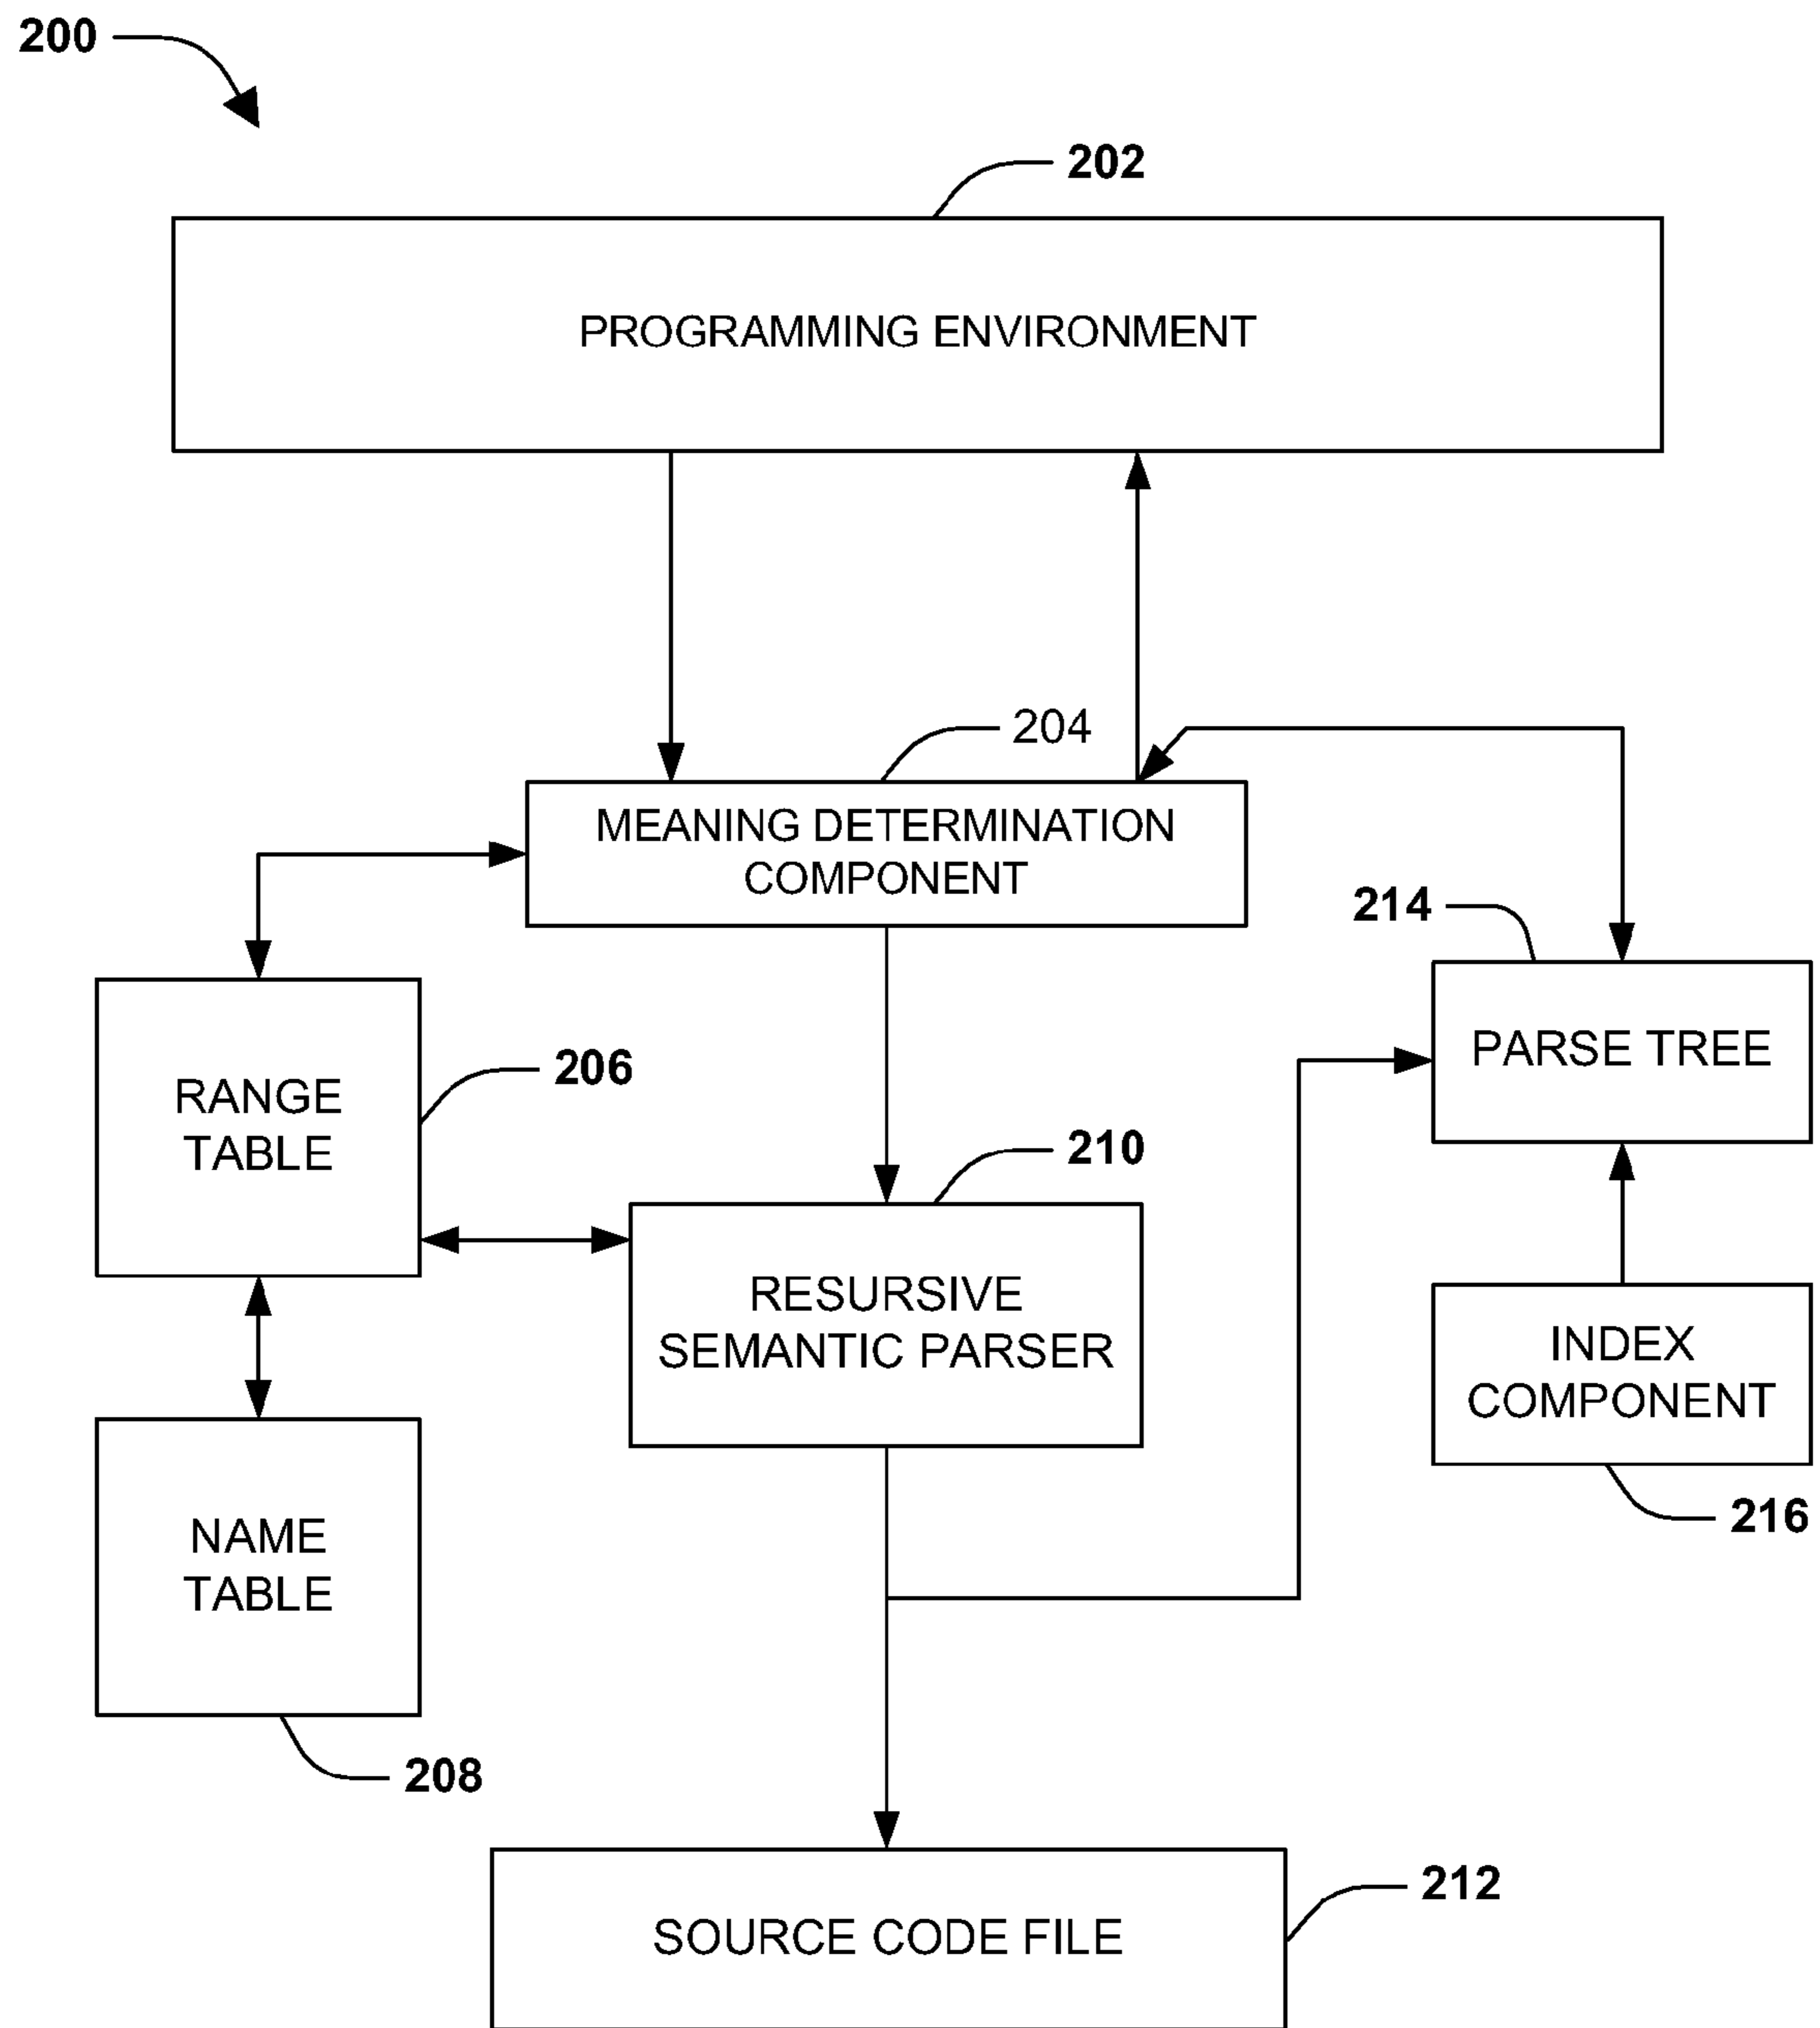 200
202
PROGRAMMING ENVIRONMENT
204
MEANING DETERMINATION
COMPONENT
214
PARSE TREE
206
RANGE
TABLE
210
RESURSIVE
SEMANTIC PARSER
INDEX
COMPONENT
216
NAME
TABLE
208
212
SOURCE CODE FILE